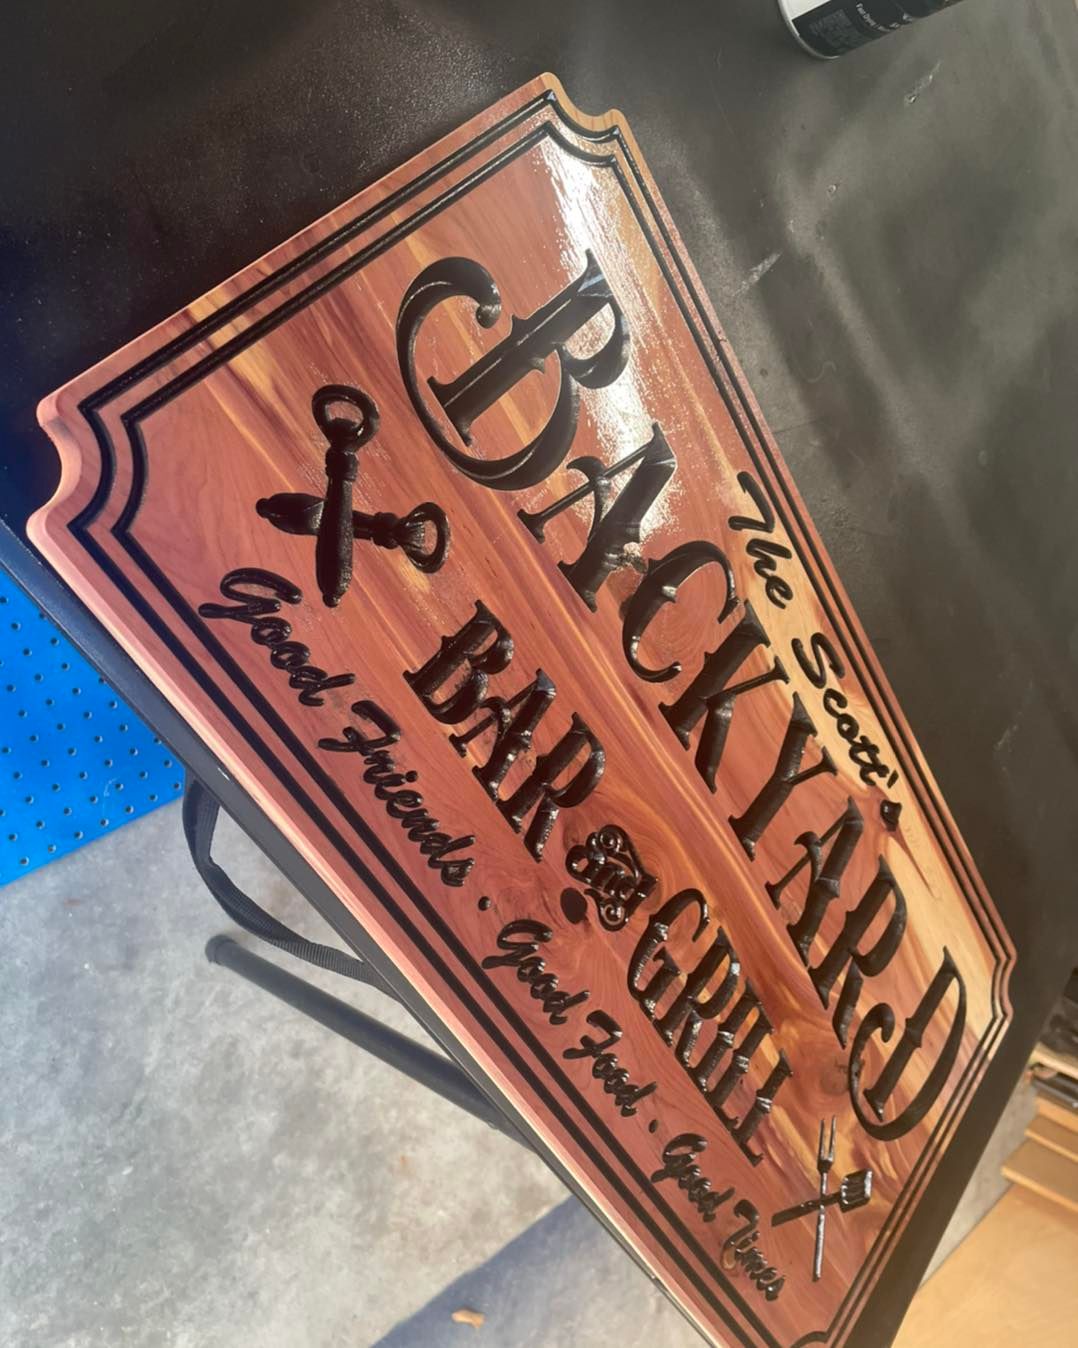 The Scott's
BACKYARD
BAR and GRILL
Good Friends · Good Food · Good Times